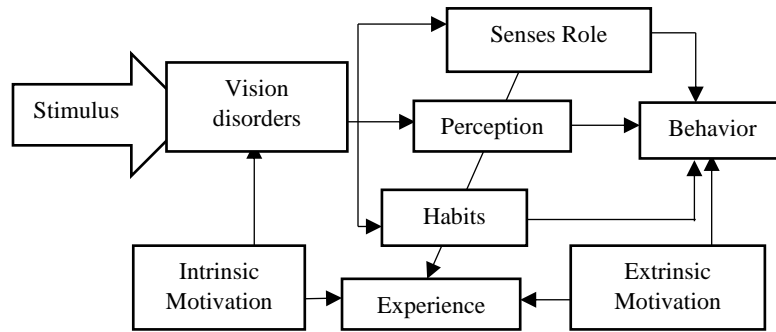 Senses Role
Stimulus
Vision
disorders
Perception
Behavior
Habits
Intrinsic
Motivation
Experience
Extrinsic
Motivation